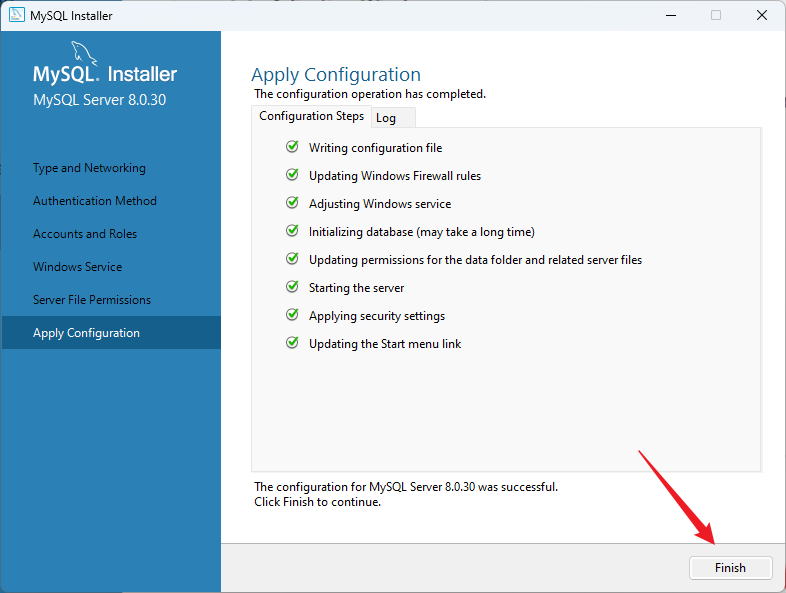 MySQL Installer
MySQL. Installer
MySQL Server 8.0.30
Type and Networking
Authentication Method
Accounts and Roles
Windows Service
Server File Permissions
Apply Configuration
Apply Configuration
The configuration operation has completed.
Configuration Steps Log
Writing configuration file
Updating Windows Firewall rules
Adjusting Windows service
Initializing database (may take a long time)
Updating permissions for the data folder and related server files
Starting the server
Applying security settings
Updating the Start menu link
The configuration for MySQL Server 8.0.30 was successful.
Click Finish to continue.
Finish